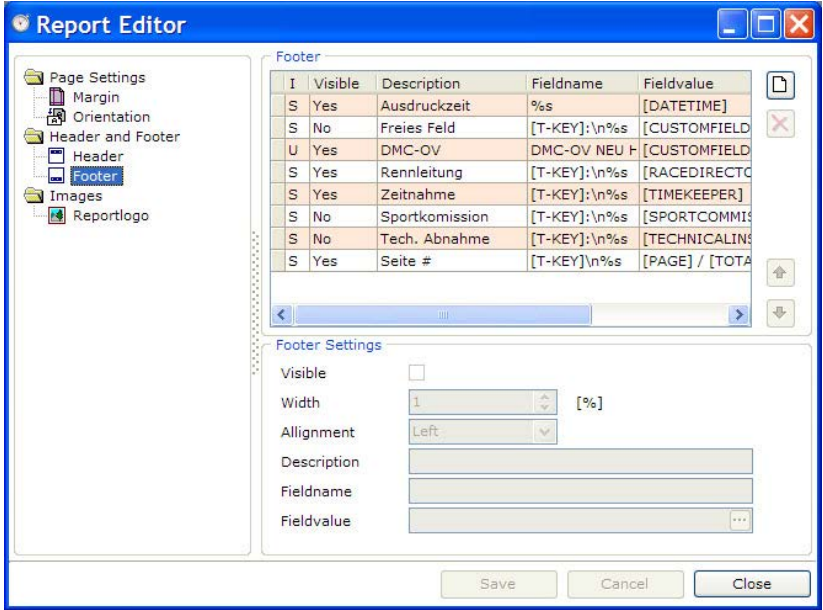 Report Editor
Page Settings
Margin
Orientation
Header and Footer
Header
Footer
Images
Reportlogo
Footer
I Visible Description Fieldname Fieldvalue
S Yes Ausdruckzeit %s [DATETIME]
S No Freies Feld [T-KEY]:\n%s [CUSTOMFIELD
U Yes DMC-OV DMC-OV NEU H [CUSTOMFIELD
S Yes Rennleitung [T-KEY]:\n%s [RACEDIRECTO
S Yes Zeitnahme [T-KEY]:\n%s [TIMEKEEPER]
S No Sportkomission [T-KEY]:\n%s [SPORTCOMMIS
S No Tech. Abnahme [T-KEY]:\n%s [TECHNICALINS
S Yes Seite # [T-KEY]\n%s [PAGE] / [TOTA
Footer Settings
Visible
Width 1 [%]
Allignment Left
Description
Fieldname
Fieldvalue ...
Save Cancel Close